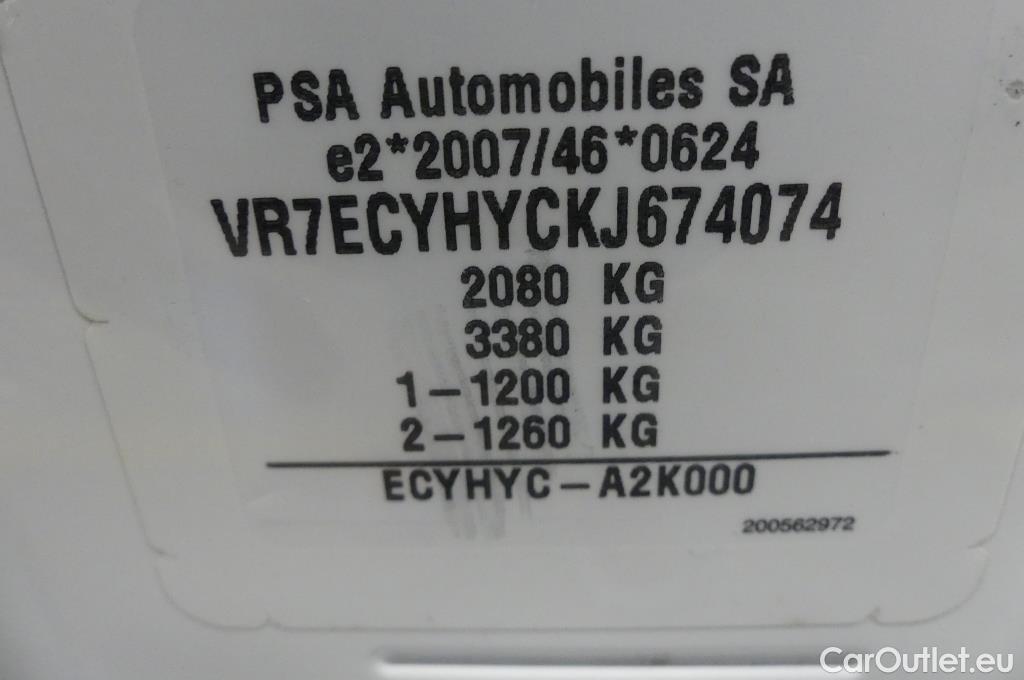 PSA Automobiles SA
e2*2007/46*0624
VR7ECYHYCKJ674074
2080 KG
3380 KG
1-1200 KG
2-1260 KG
ECYHYC-A2K000
200562972
CarOutlet.eu